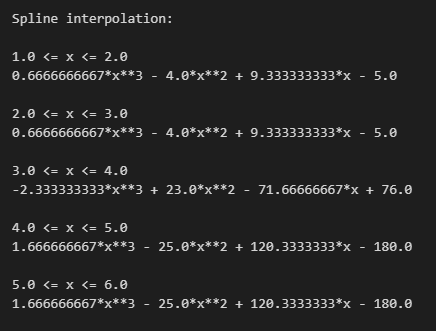 Spline interpolation:
1.0 <= x <= 2.0
0.6666666667*x**3 - 4.0*x**2 + 9.333333333*x - 5.0
2.0 <= x <= 3.0
0.6666666667*x**3 - 4.0*x**2 + 9.333333333*x - 5.0
3.0 <= x <= 4.0
-2.333333333*x**3 + 23.0*x**2 - 71.66666667*x + 76.0
4.0 <= x <= 5.0
1.666666667*x**3 - 25.0*x**2 + 120.3333333*x - 180.0
5.0 <= x <= 6.0
1.666666667*x**3 - 25.0*x**2 + 120.3333333*x - 180.0